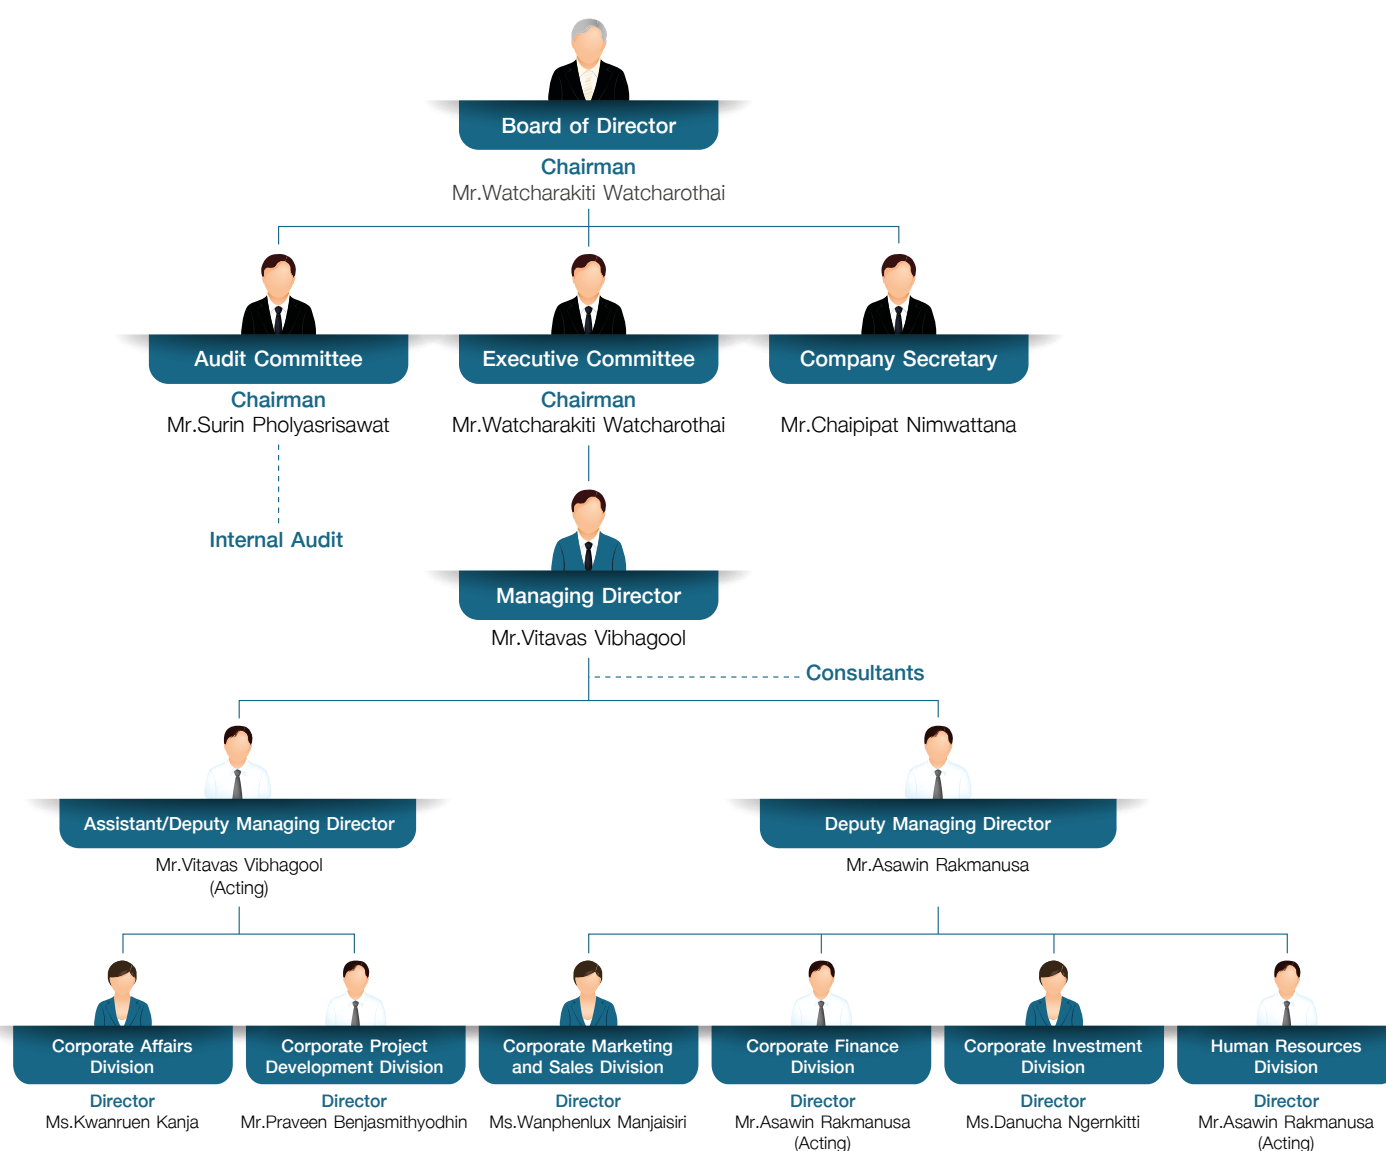 Board of Director
Chairman
Mr.Watcharakiti Watcharothai
Audit Committee
Chairman
Mr.Surin Pholyasrisawat
Internal Audit
Executive Committee
Chairman
Mr.Watcharakiti Watcharothai
Company Secretary
Mr.Chaipipat Nimwattana
Managing Director
Mr.Vitavas Vibhagool
Consultants
Assistant/Deputy Managing Director
Mr.Vitavas Vibhagool
(Acting)
Deputy Managing Director
Mr.Asawin Rakmanusa
Corporate Affairs
Division
Director
Ms.Kwanruen Kanja
Corporate Project
Development Division
Director
Mr.Praveen Benjasmithyodhin
Corporate Marketing
and Sales Division
Director
Ms.Wanphenlux Manjaisiri
Corporate Finance
Division
Director
Mr.Asawin Rakmanusa
(Acting)
Corporate Investment
Division
Director
Ms.Danucha Ngernkitti
Human Resources
Division
Director
Mr.Asawin Rakmanusa
(Acting)